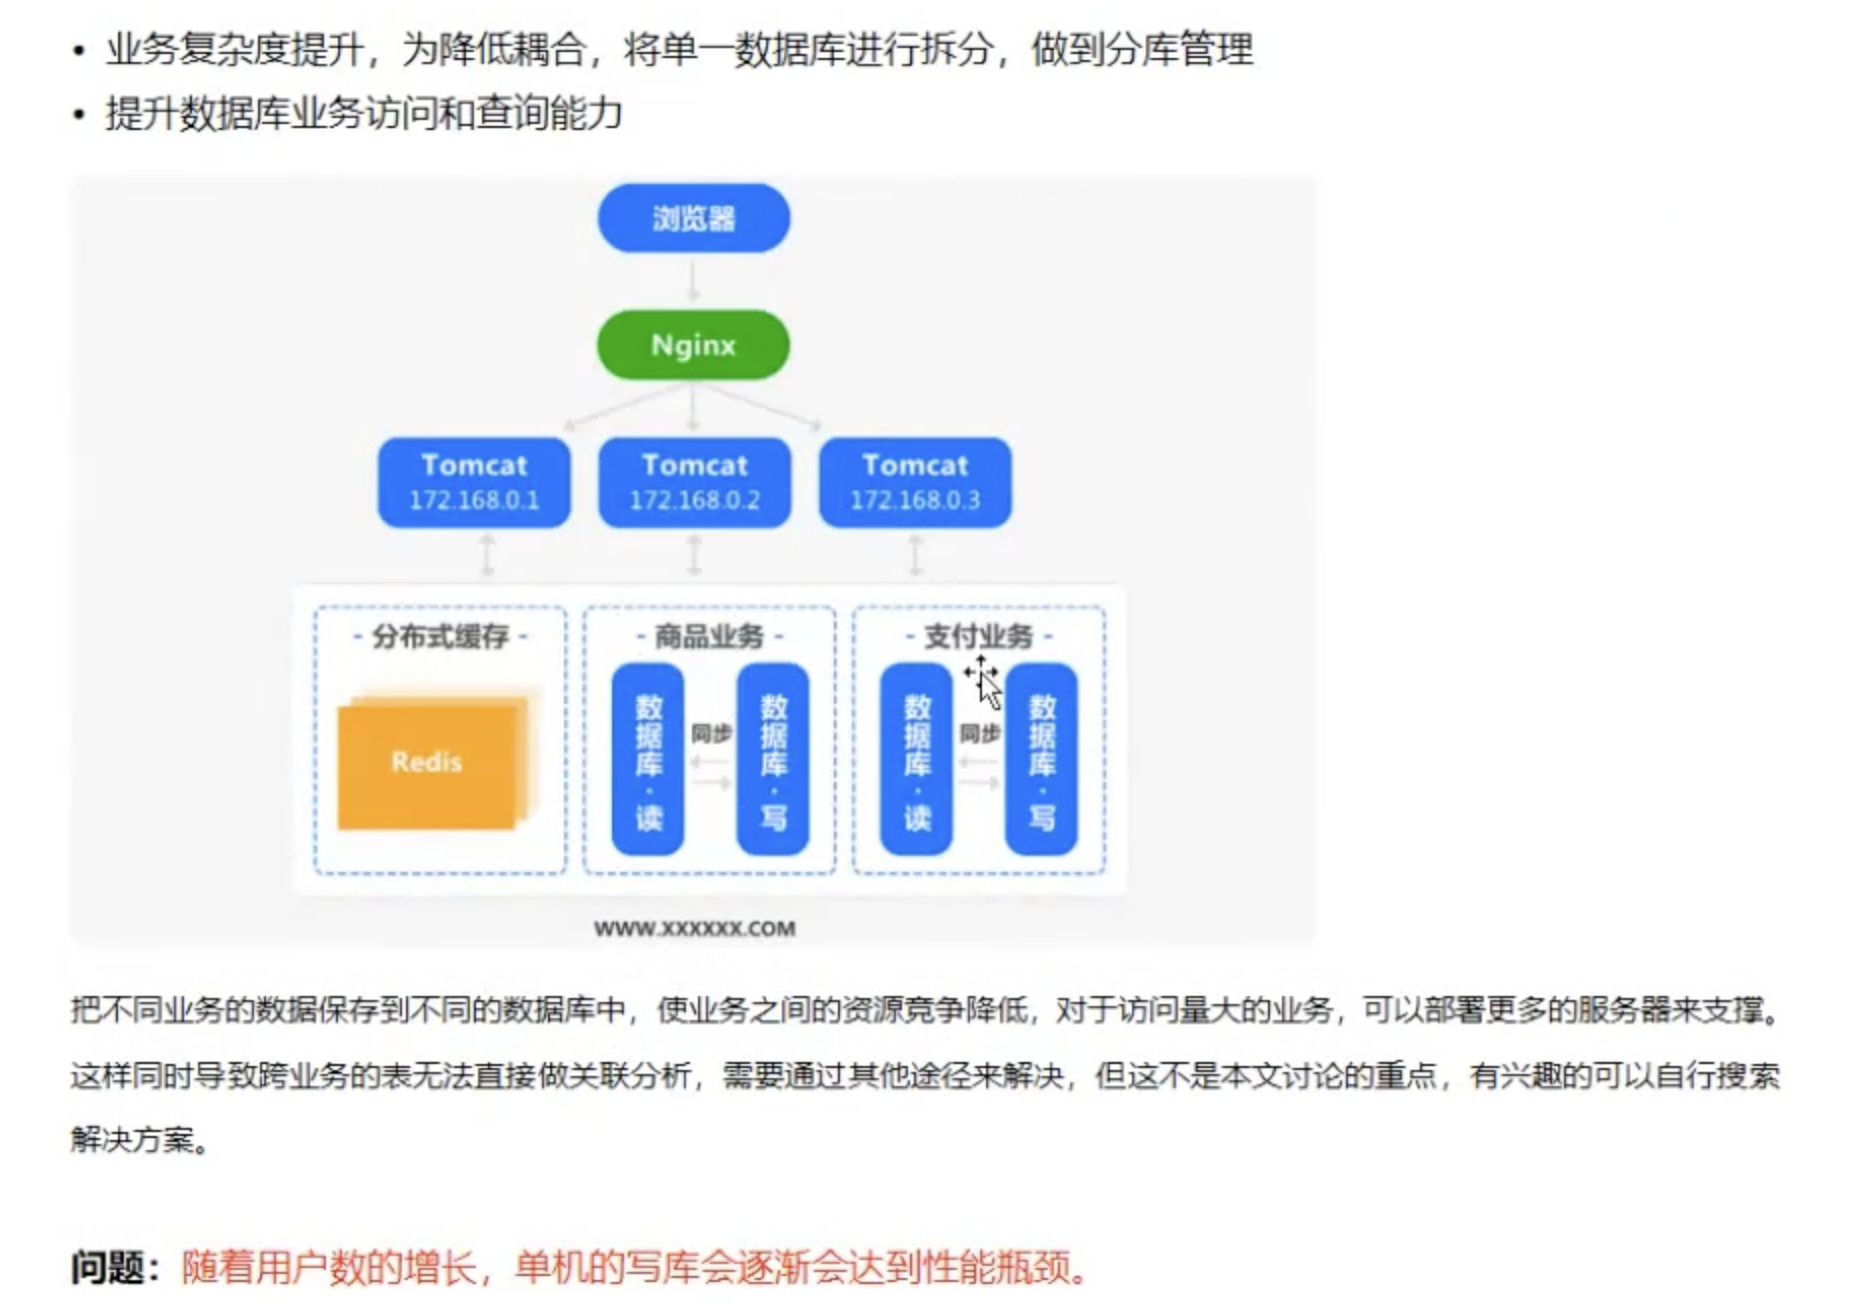 • 业务复杂度提升，为降低耦合，将单一数据库进行拆分，做到分库管理
• 提升数据库业务访问和查询能力
浏览器
Nginx
Tomcat
172.168.0.1
Tomcat
172.168.0.2
Tomcat
172.168.0.3
- 分布式缓存 -
Redis
- 商品业务 -
数据库·读
同步
数据库·写
- 支付业务 -
数据库·读
同步
数据库·写
WWW.XXXXXX.COM
把不同业务的数据保存到不同的数据库中，使业务之间的资源竞争降低，对于访问量大的业务，可以部署更多的服务器来支撑。
这样同时导致跨业务的表无法直接做关联分析，需要通过其他途径来解决，但这不是本文讨论的重点，有兴趣的可以自行搜索
解决方案。
问题：随着用户数的增长，单机的写库会逐渐会达到性能瓶颈。